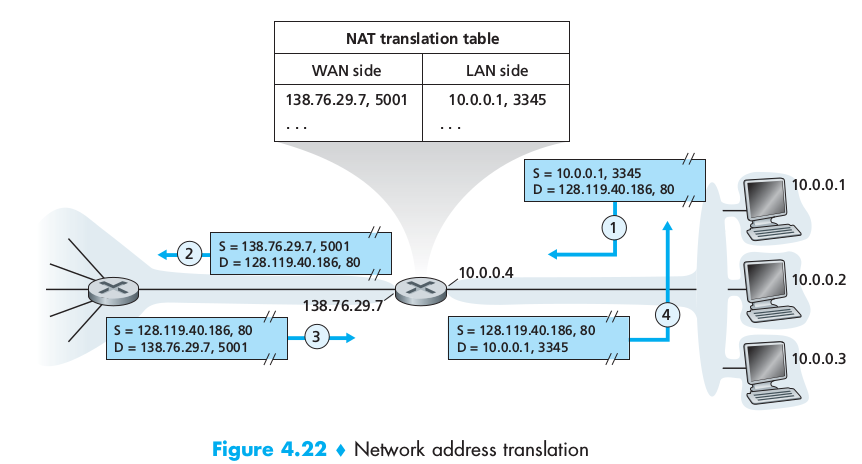 NAT translation table
WAN side LAN side
138.76.29.7, 5001 10.0.0.1, 3345
. . . . . .
S = 10.0.0.1, 3345
D = 128.119.40.186, 80
10.0.0.1
1
2
S = 138.76.29.7, 5001
D = 128.119.40.186, 80
10.0.0.4
10.0.0.2
138.76.29.7
S = 128.119.40.186, 80
D = 138.76.29.7, 5001
3
S = 128.119.40.186, 80
D = 10.0.0.1, 3345
4
10.0.0.3
Figure 4.22 ♦ Network address translation